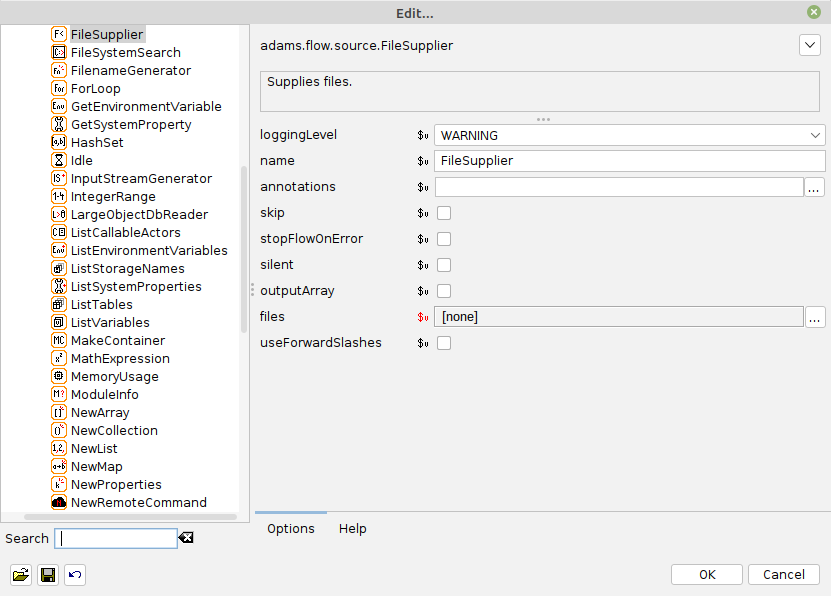 Edit...
FileSupplier
FileSystemSearch
FilenameGenerator
ForLoop
GetEnvironmentVariable
GetSystemProperty
HashSet
Idle
InputStreamGenerator
IntegerRange
LargeObjectDbReader
ListCallableActors
ListEnvironmentVariables
ListStorageNames
ListSystemProperties
ListTables
ListVariables
MakeContainer
MathExpression
MemoryUsage
ModuleInfo
NewArray
NewCollection
NewList
NewMap
NewProperties
NewRemoteCommand
Search
adams.flow.source.FileSupplier
Supplies files.
loggingLevel $v WARNING
name $v FileSupplier
annotations $v ...
skip $v
stopFlowOnError $v
silent $v
outputArray $v
files $v [none] ...
useForwardSlashes $v
Options Help
OK Cancel